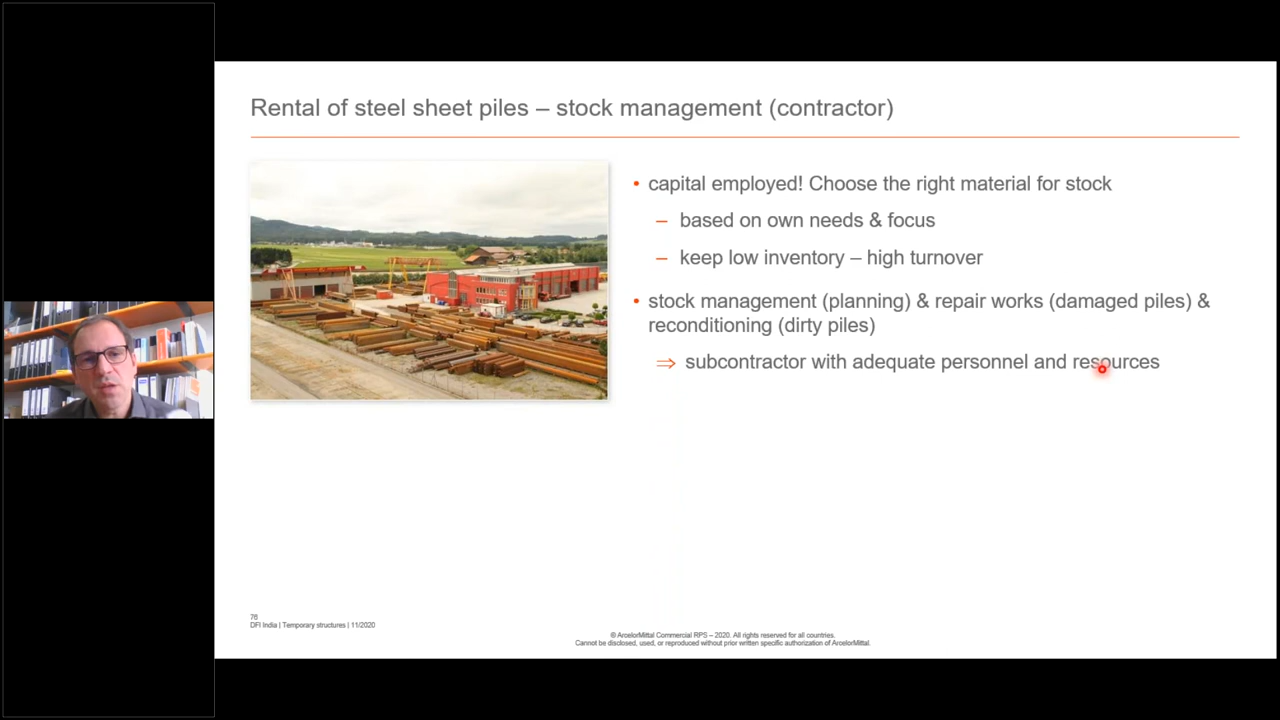 Rental of steel sheet piles – stock management (contractor)
• capital employed! Choose the right material for stock
– based on own needs & focus
– keep low inventory – high turnover
• stock management (planning) & repair works (damaged piles) &
reconditioning (dirty piles)
⇒ subcontractor with adequate personnel and resources
76
DFI India | Temporary structures | 11/2020
© ArcelorMittal Commercial RPS – 2020. All rights reserved for all countries.
Cannot be disclosed, used, or reproduced without prior written specific authorization of ArcelorMittal.